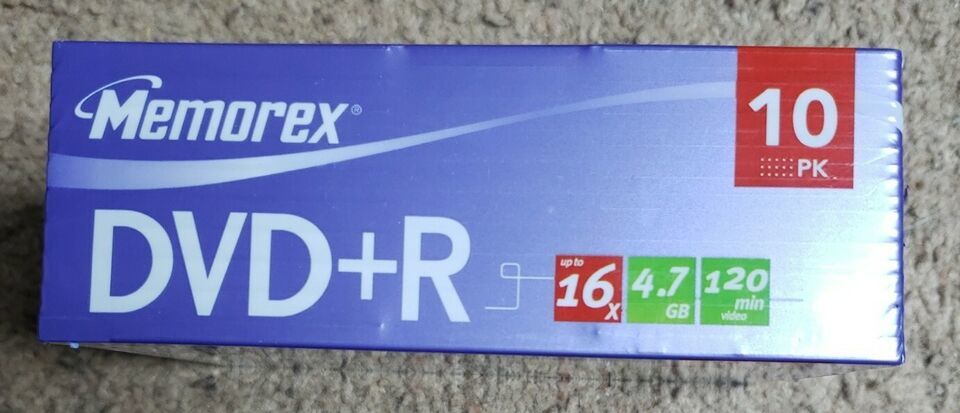 Memorex®
10
PK
DVD+R
up to
16x
4.7
GB
120
min
video